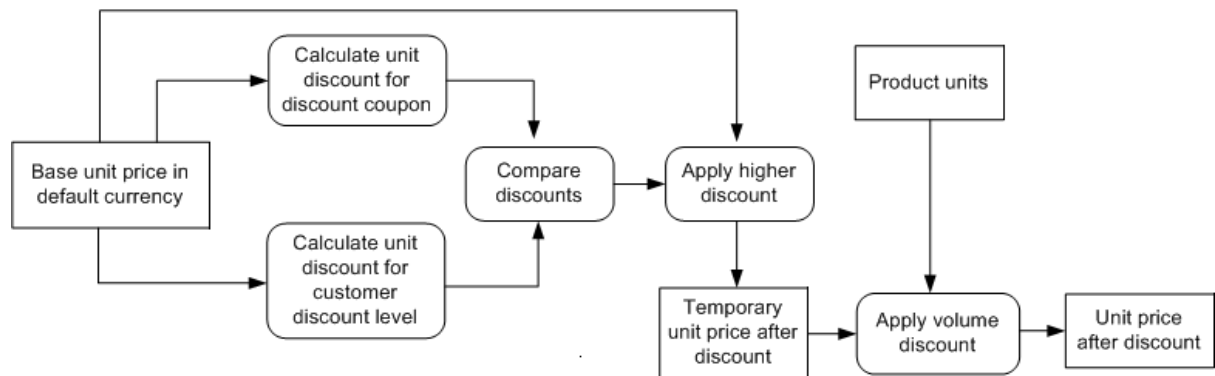 Calculate unit
discount for
discount coupon
Product units
Base unit price in
default currency
Compare
discounts
Apply higher
discount
Calculate unit
discount for
customer
discount level
Temporary
unit price after
discount
Apply volume
discount
Unit price
after discount